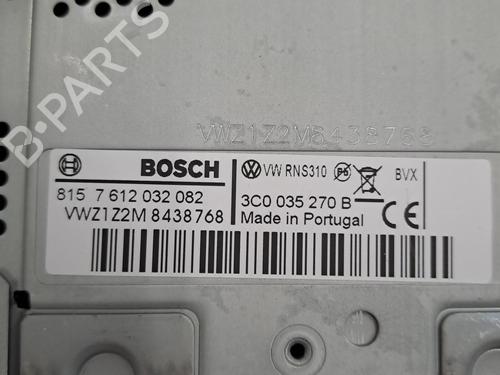 VWZ1Z2M8438768
BOSCH
VW RNS310
Pb
BVX
815 7 612 032 082
3C0 035 270 B
VWZ1Z2M 8438768
Made in Portugal
CE
B-PARTS